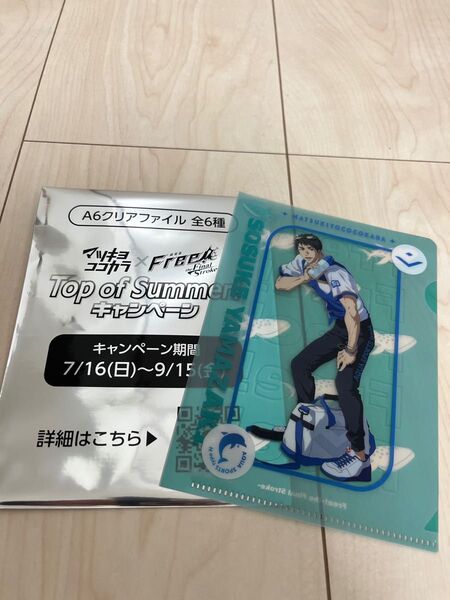 A6クリアファイル 全6種
マツキヨ
ココカラ
×
Free!
the Final
Stroke
Top of Summer
キャンペーン
キャンペーン期間
7/16(日)～9/15(金)
詳細はこちら▶
MATSUKIYOCOCOKARA
SOSUKE YAMAZAKI
AQUA SPORTS
Free!-the Final Stroke-